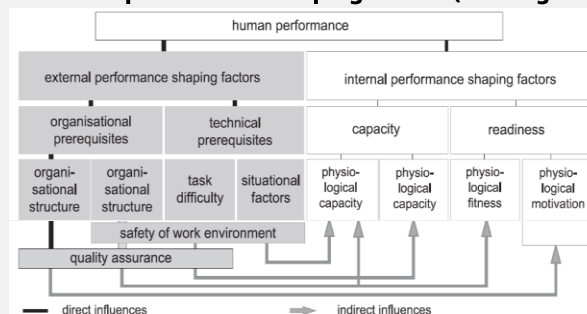 human performance
external performance shaping factors
internal performance shaping factors
organisational
prerequisites
technical
prerequisites
capacity
readiness
organi-
sational
structure
organi-
sational
structure
task
difficulty
situational
factors
physio-
logical
capacity
physio-
logical
capacity
physio-
logical
fitness
physio-
logical
motivation
safety of work environment
quality assurance
direct influences
indirect influences